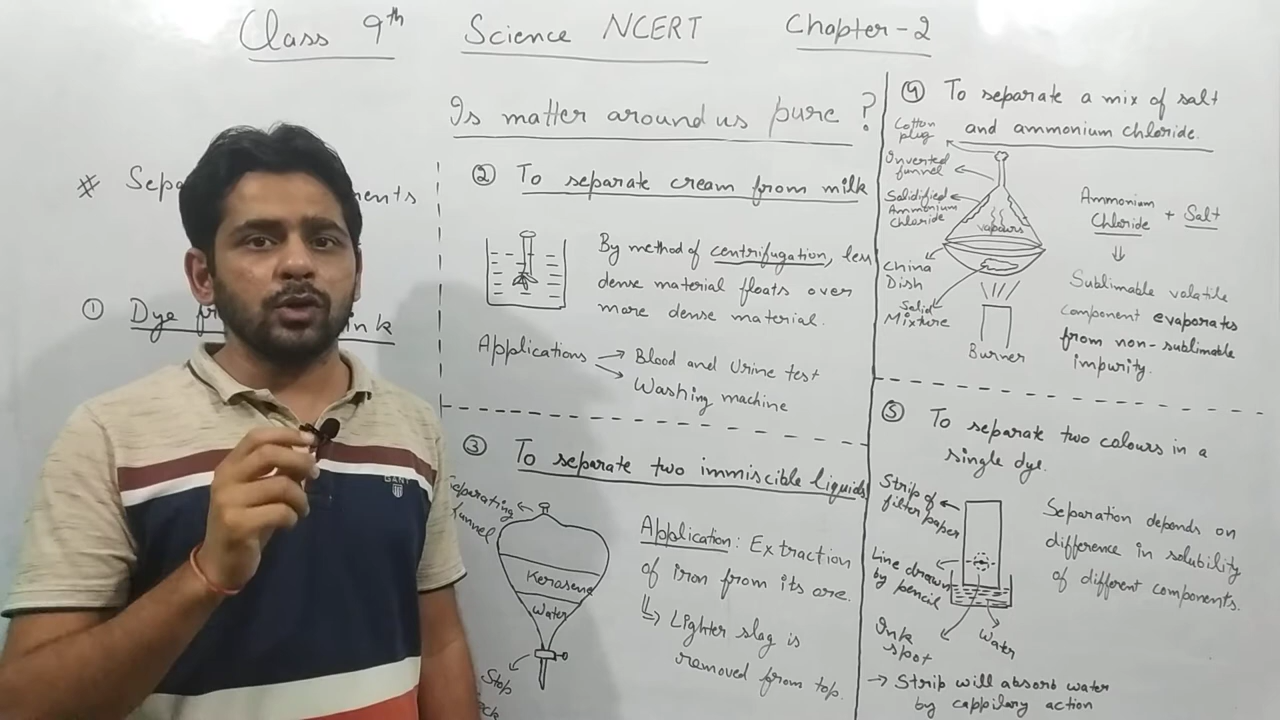 Class 9th Science NCERT Chapter-2
Is matter around us pure ?
*
① Dye ink
② To separate cream from milk
By method of centrifugation, less
dense material floats over
more dense material.
Applications → Blood and Urine test
→ Washing machine
③ To separate two immiscible liquids
Kerosene
Water
Stop
Application: Extraction
of iron from its ore.
↳ Lighter slag is
removed from top.
④ To separate a mix of salt
and ammonium chloride.
Cotton
plug
Inverted
funnel
Solidified
Ammonium
Chloride
vapours
China
Dish
Solid
Mixture
Burner
Ammonium
Chloride + Salt
⇓
Sublimable volatile
component evaporates
from non-sublimable
impurity.
⑤ To separate two colours in a
single dye.
Strip of
filter paper
Line drawn
by pencil
Ink
spot
Water
Separation depends on
difference in solubility
of different components.
→ Strip will absorb water
by cappilary action
GANT